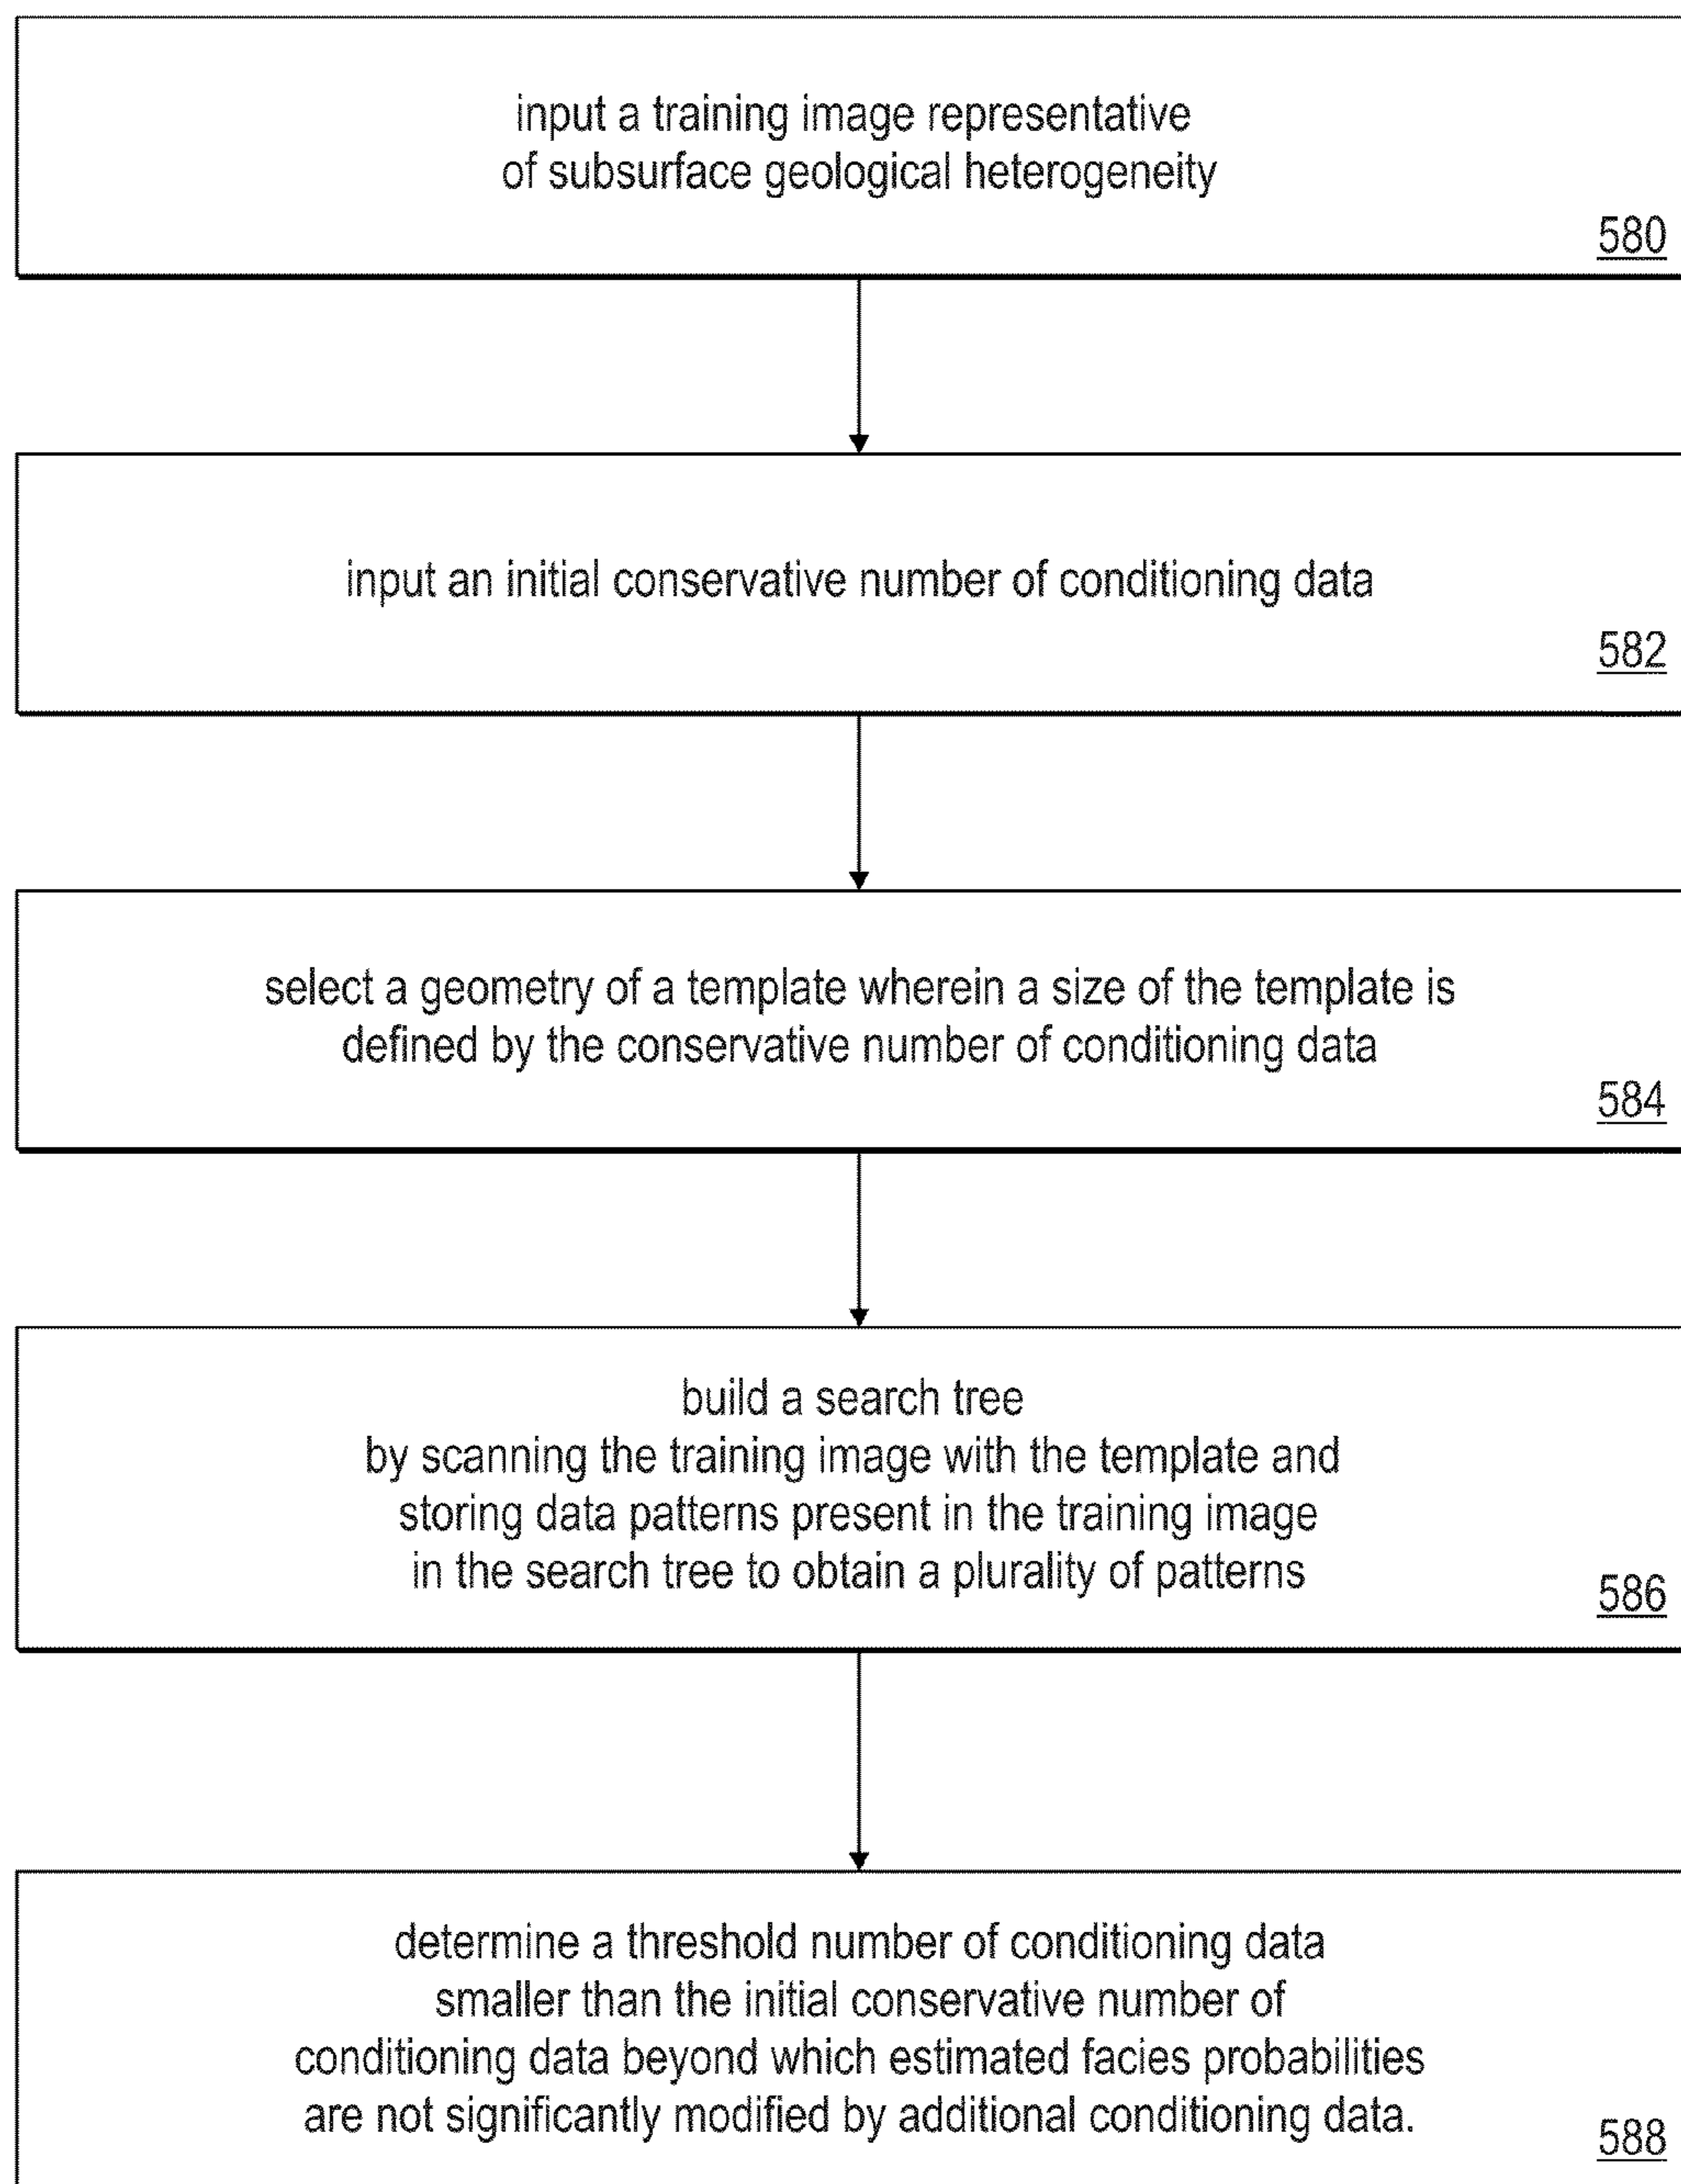 input a training image representative
of subsurface geological heterogeneity
580
input an initial conservative number of conditioning data
582
select a geometry of a template wherein a size of the template is
defined by the conservative number of conditioning data
584
build a search tree
by scanning the training image with the template and
storing data patterns present in the training image
in the search tree to obtain a plurality of patterns
586
determine a threshold number of conditioning data
smaller than the initial conservative number of
conditioning data beyond which estimated facies probabilities
are not significantly modified by additional conditioning data.
588